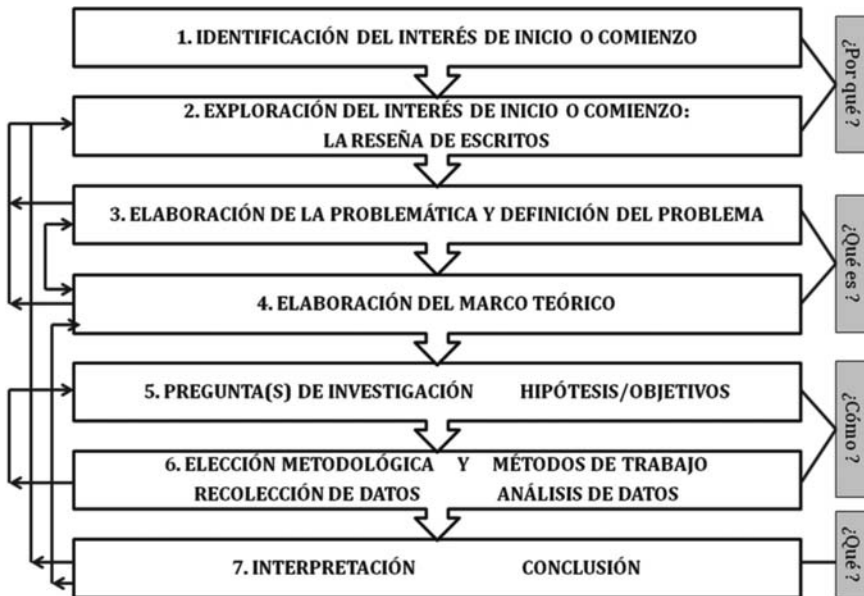 1. IDENTIFICACIÓN DEL INTERÉS DE INICIO O COMIENZO
¿Por qué ?
2. EXPLORACIÓN DEL INTERÉS DE INICIO O COMIENZO:
LA RESEÑA DE ESCRITOS
3. ELABORACIÓN DE LA PROBLEMÁTICA Y DEFINICIÓN DEL PROBLEMA
¿Qué es ?
4. ELABORACIÓN DEL MARCO TEÓRICO
5. PREGUNTA(S) DE INVESTIGACIÓN HIPÓTESIS/OBJETIVOS
¿Cómo ?
6. ELECCIÓN METODOLÓGICA Y MÉTODOS DE TRABAJO
RECOLECCIÓN DE DATOS ANÁLISIS DE DATOS
7. INTERPRETACIÓN CONCLUSIÓN
¿Qué ?